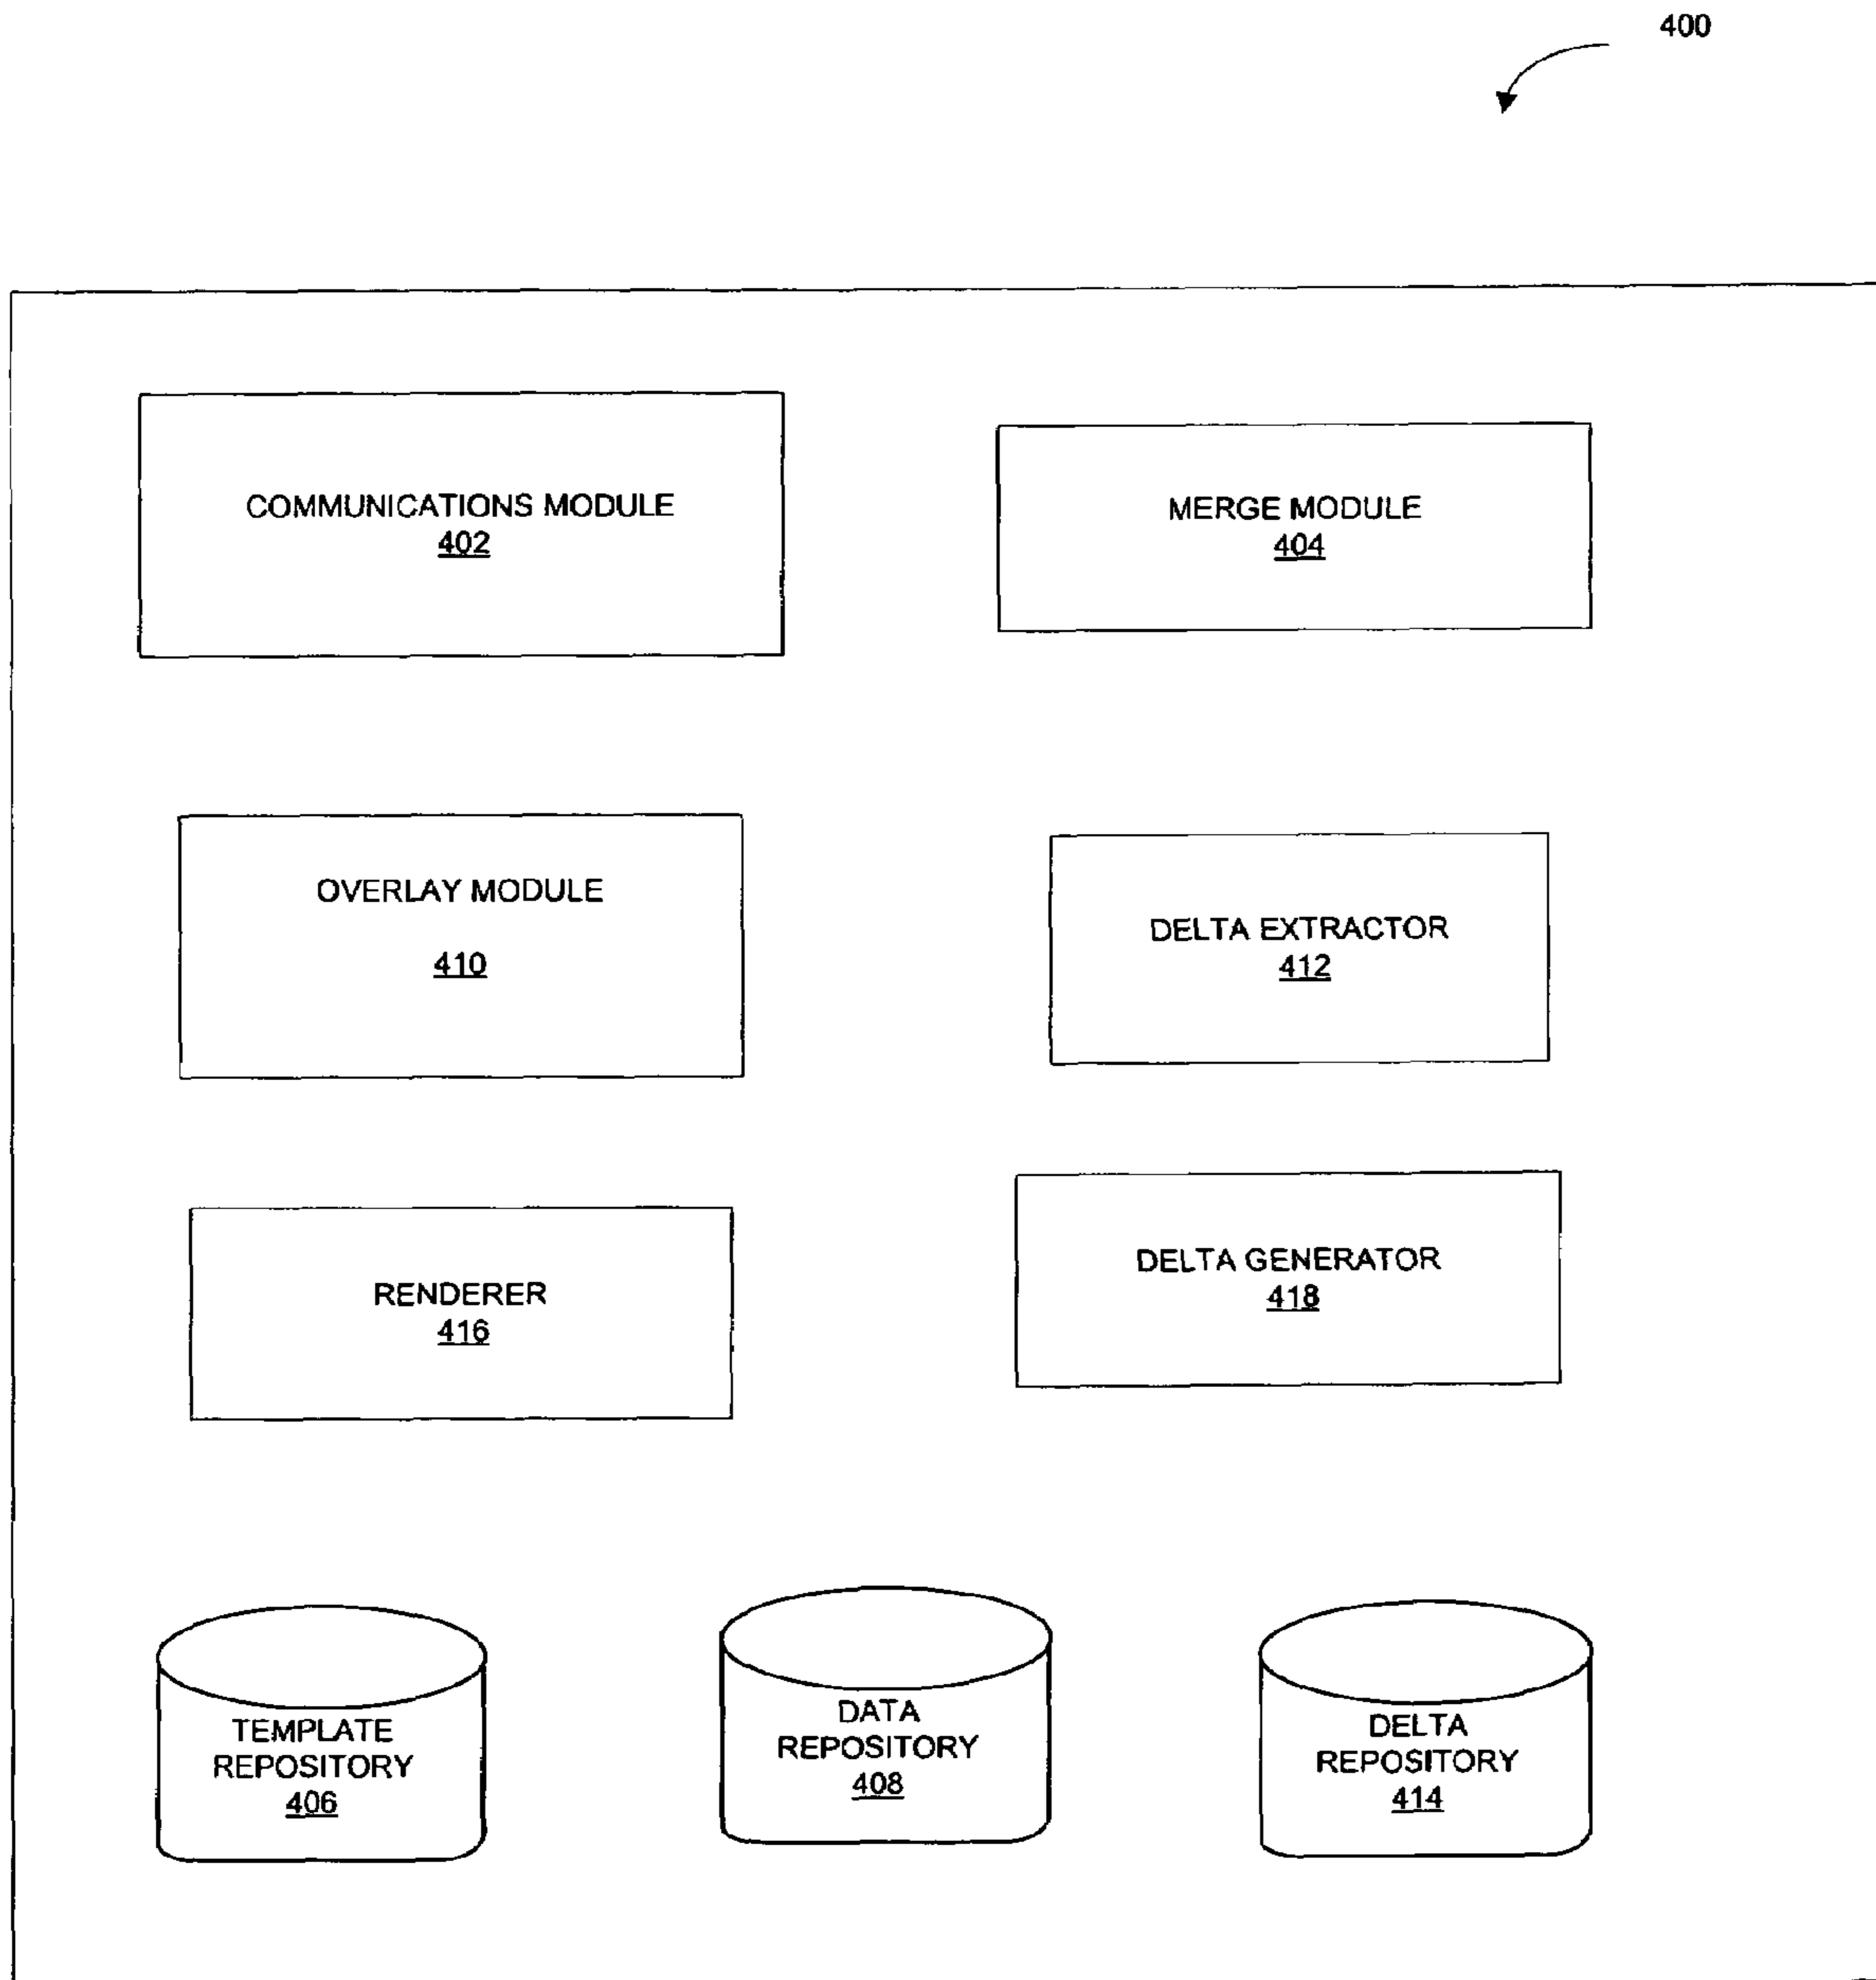 400
COMMUNICATIONS MODULE
402
MERGE MODULE
404
OVERLAY MODULE
410
DELTA EXTRACTOR
412
RENDERER
416
DELTA GENERATOR
418
TEMPLATE
REPOSITORY
406
DATA
REPOSITORY
408
DELTA
REPOSITORY
414